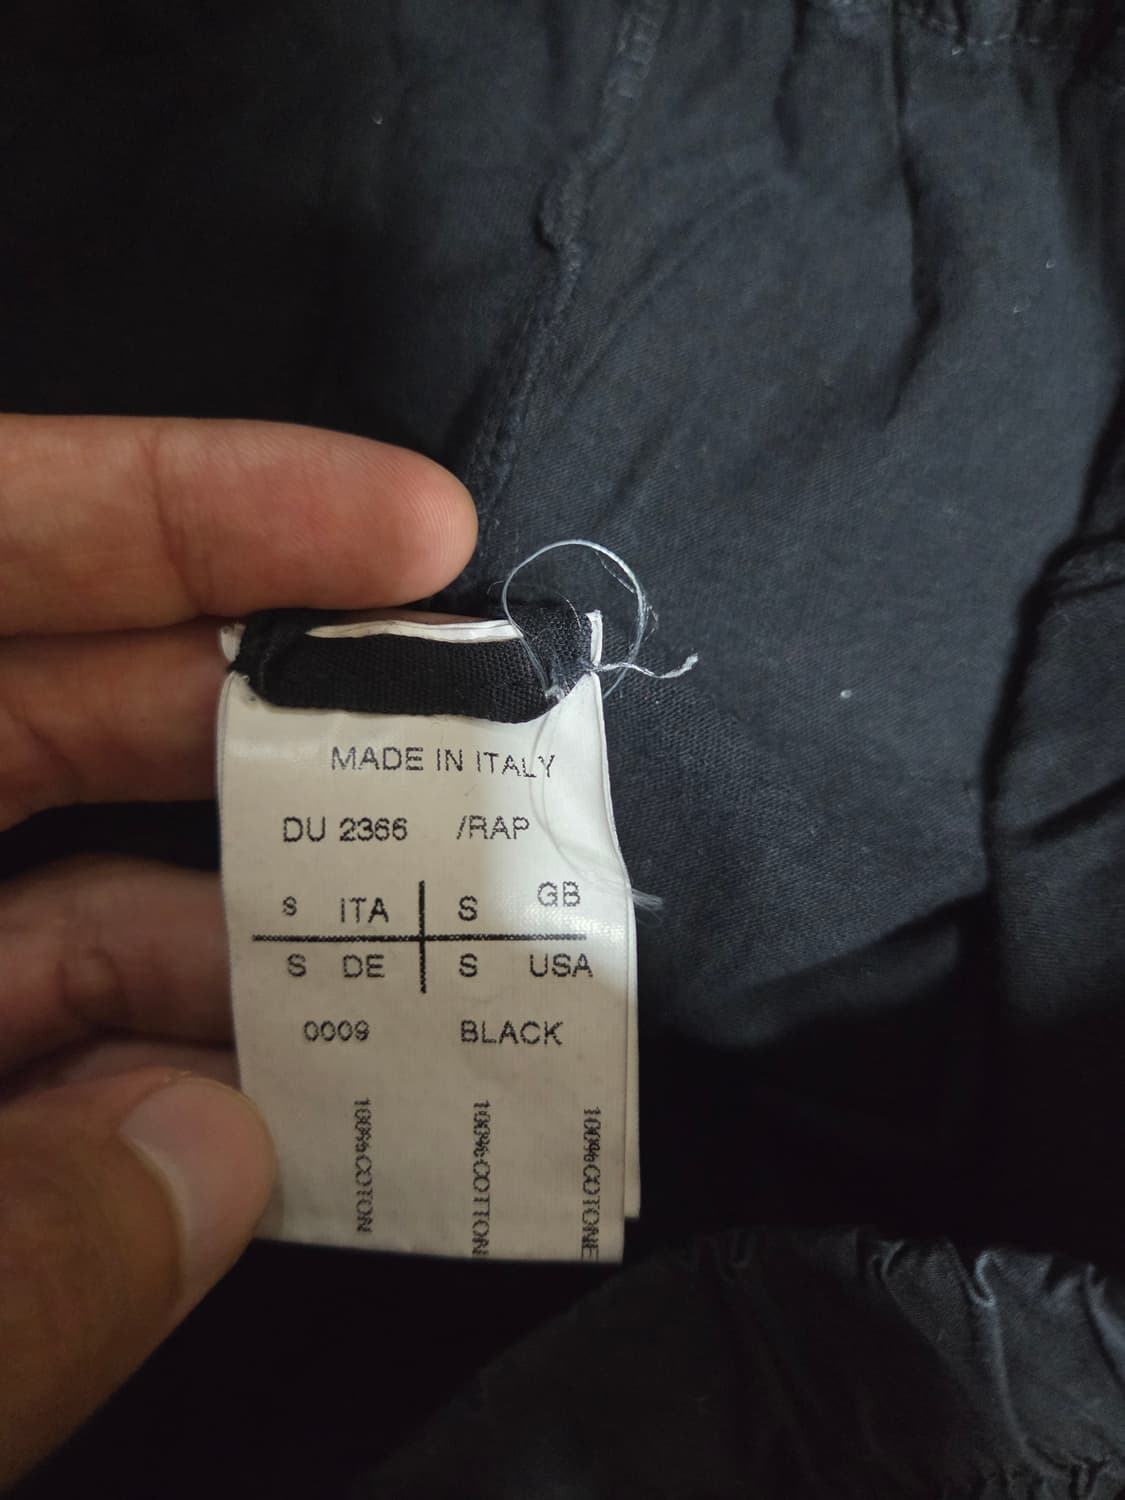 MADE IN ITALY
DU 2366 /RAP
S ITA S GB
S DE S USA
0009 BLACK
100%COTON
100%COTTON
100%COTONE